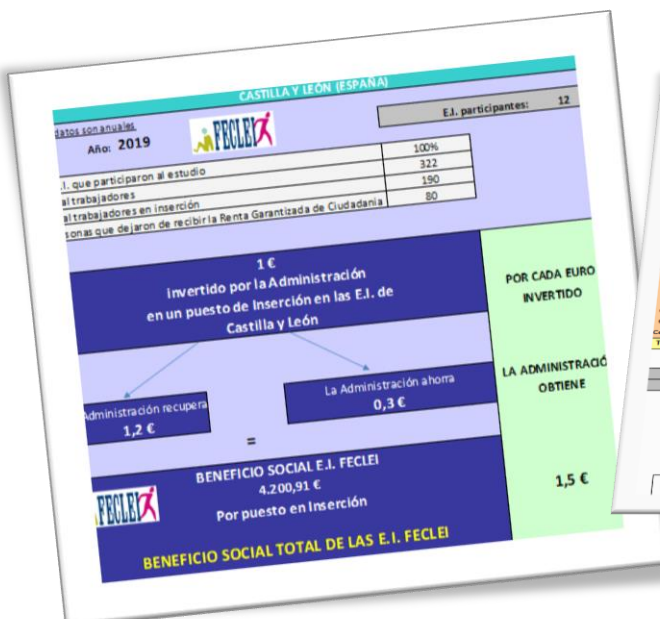 CASTILLA Y LEÓN (ESPAÑA)
datos son anuales
Año: 2019
FECLEI
E.I. participantes: 12
.I. que participaron al estudio 100%
al trabajadores 322
al trabajadores en inserción 190
sonas que dejaron de recibir la Renta Garantizada de Ciudadania 80
1 €
invertido por la Administración
en un puesto de Inserción en las E.I. de
Castilla y León
POR CADA EURO
INVERTIDO
Administración recupera
1,2 €
La Administración ahorra
0,3 €
LA ADMINISTRACIÓ
OBTIENE
=
FECLEI
BENEFICIO SOCIAL E.I. FECLEI
4.200,91 €
Por puesto en Inserción
1,5 €
BENEFICIO SOCIAL TOTAL DE LAS E.I. FECLEI